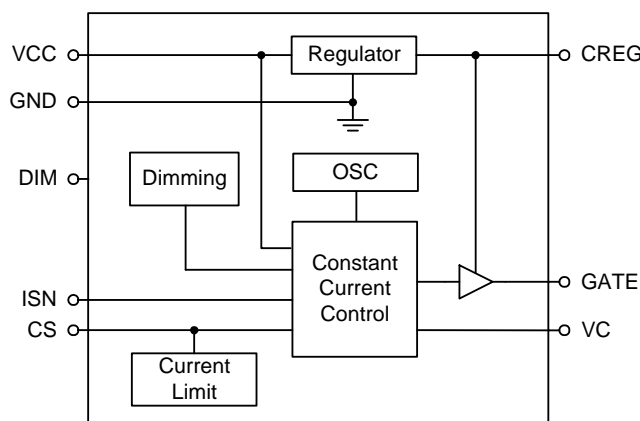 VCC
Regulator
CREG
GND
DIM
Dimming
OSC
Constant
Current
Control
ISN
GATE
CS
VC
Current
Limit